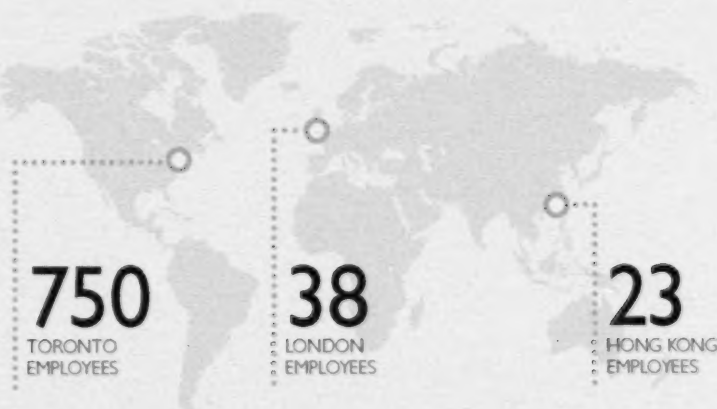 750
TORONTO
EMPLOYEES
38
LONDON
EMPLOYEES
23
HONG KONG
EMPLOYEES